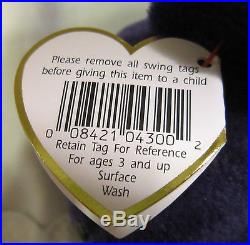 Please remove all swing tags
before giving this item to a child
0 08421 04300 2
Retain Tag For Reference
For ages 3 and up
Surface
Wash